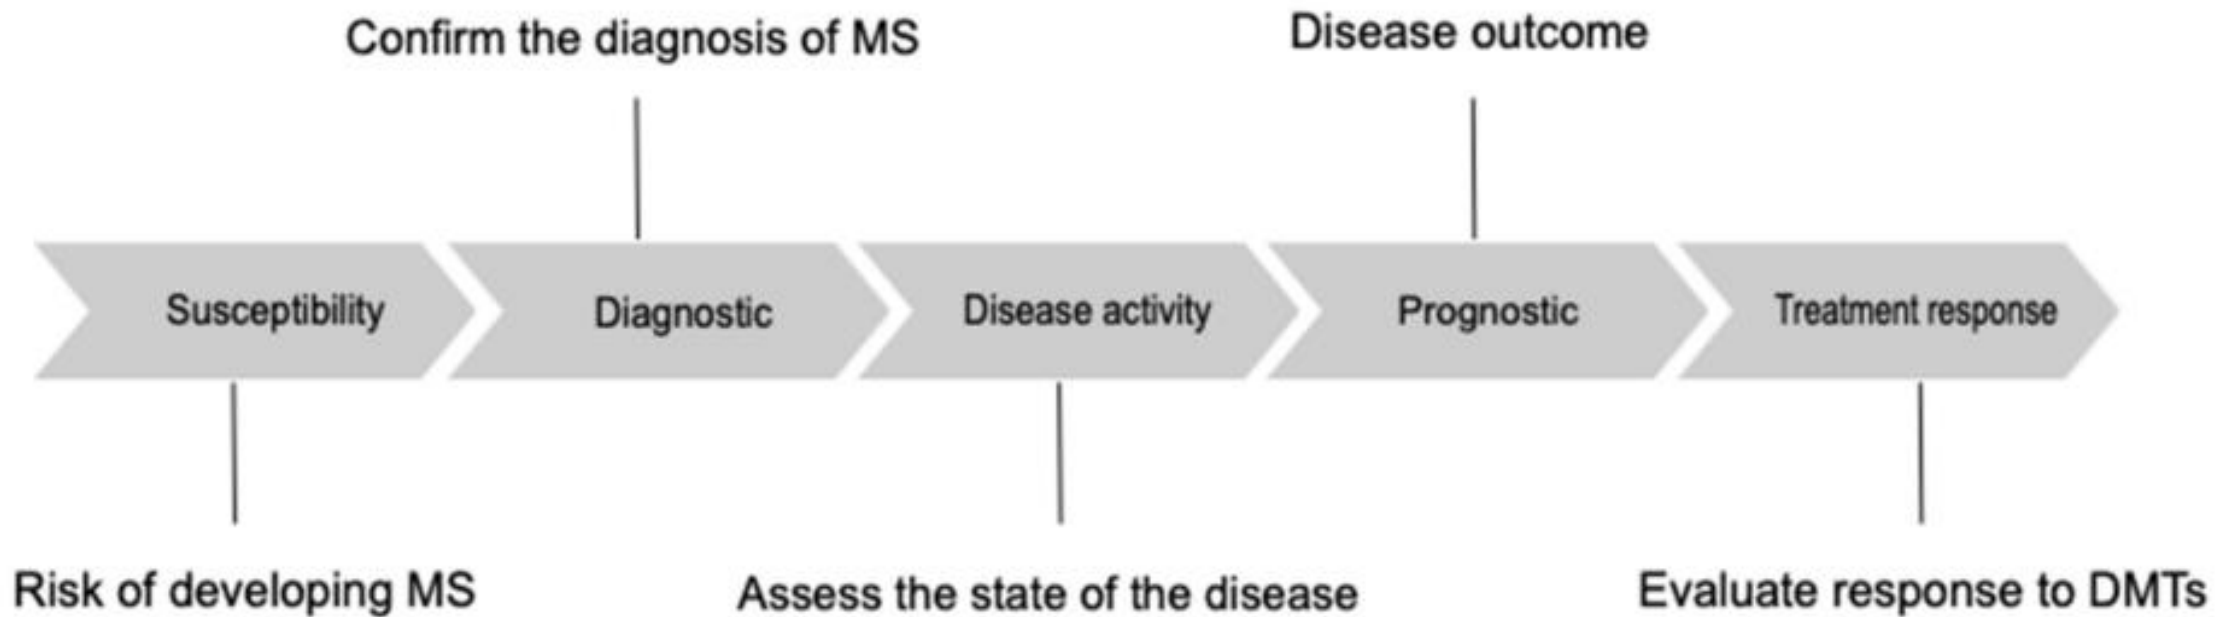 Confirm the diagnosis of MS
Disease outcome
Susceptibility
Diagnostic
Disease activity
Prognostic
Treatment response
Risk of developing MS
Assess the state of the disease
Evaluate response to DMTs